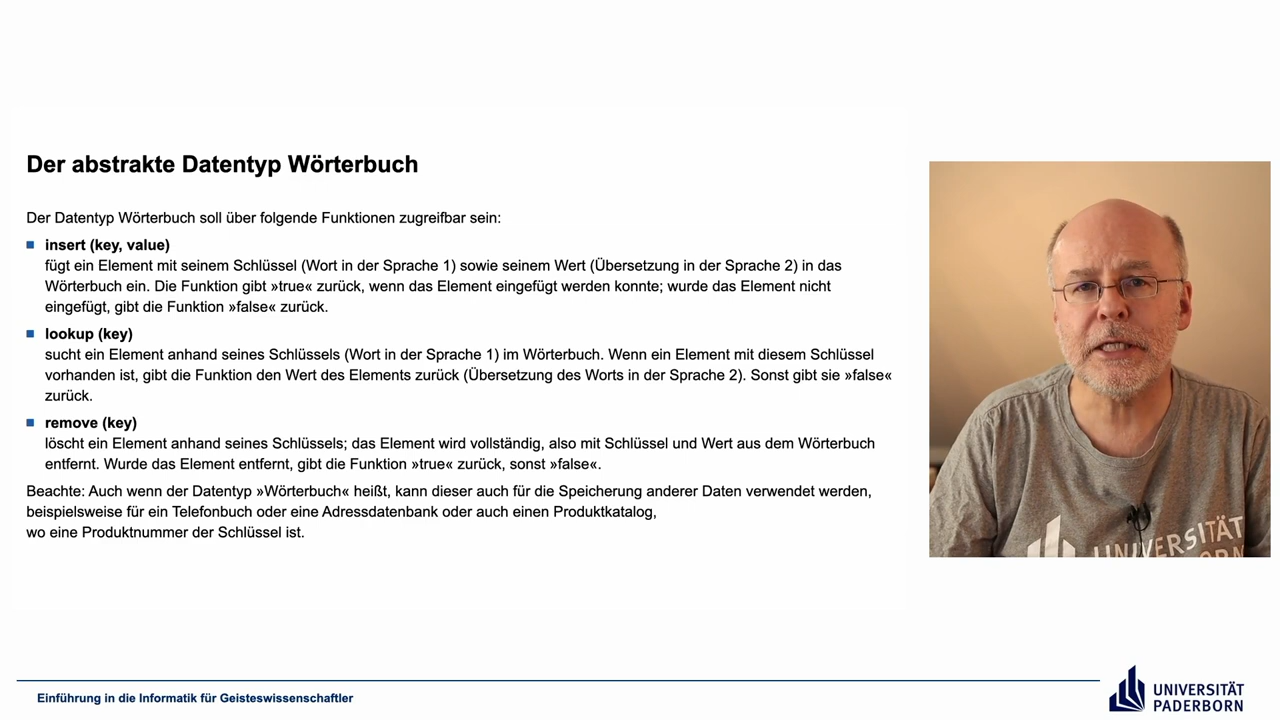 Der abstrakte Datentyp Wörterbuch
Der Datentyp Wörterbuch soll über folgende Funktionen zugreifbar sein:
insert (key, value)
fügt ein Element mit seinem Schlüssel (Wort in der Sprache 1) sowie seinem Wert (Übersetzung in der Sprache 2) in das
Wörterbuch ein. Die Funktion gibt »true« zurück, wenn das Element eingefügt werden konnte; wurde das Element nicht
eingefügt, gibt die Funktion »false« zurück.
lookup (key)
sucht ein Element anhand seines Schlüssels (Wort in der Sprache 1) im Wörterbuch. Wenn ein Element mit diesem Schlüssel
vorhanden ist, gibt die Funktion den Wert des Elements zurück (Übersetzung des Worts in der Sprache 2). Sonst gibt sie »false«
zurück.
remove (key)
löscht ein Element anhand seines Schlüssels; das Element wird vollständig, also mit Schlüssel und Wert aus dem Wörterbuch
entfernt. Wurde das Element entfernt, gibt die Funktion »true« zurück, sonst »false«.
Beachte: Auch wenn der Datentyp »Wörterbuch« heißt, kann dieser auch für die Speicherung anderer Daten verwendet werden,
beispielsweise für ein Telefonbuch oder eine Adressdatenbank oder auch einen Produktkatalog,
wo eine Produktnummer der Schlüssel ist.
UNIVERSITÄT
Einführung in die Informatik für Geisteswissenschaftler
UNIVERSITÄT
PADERBORN